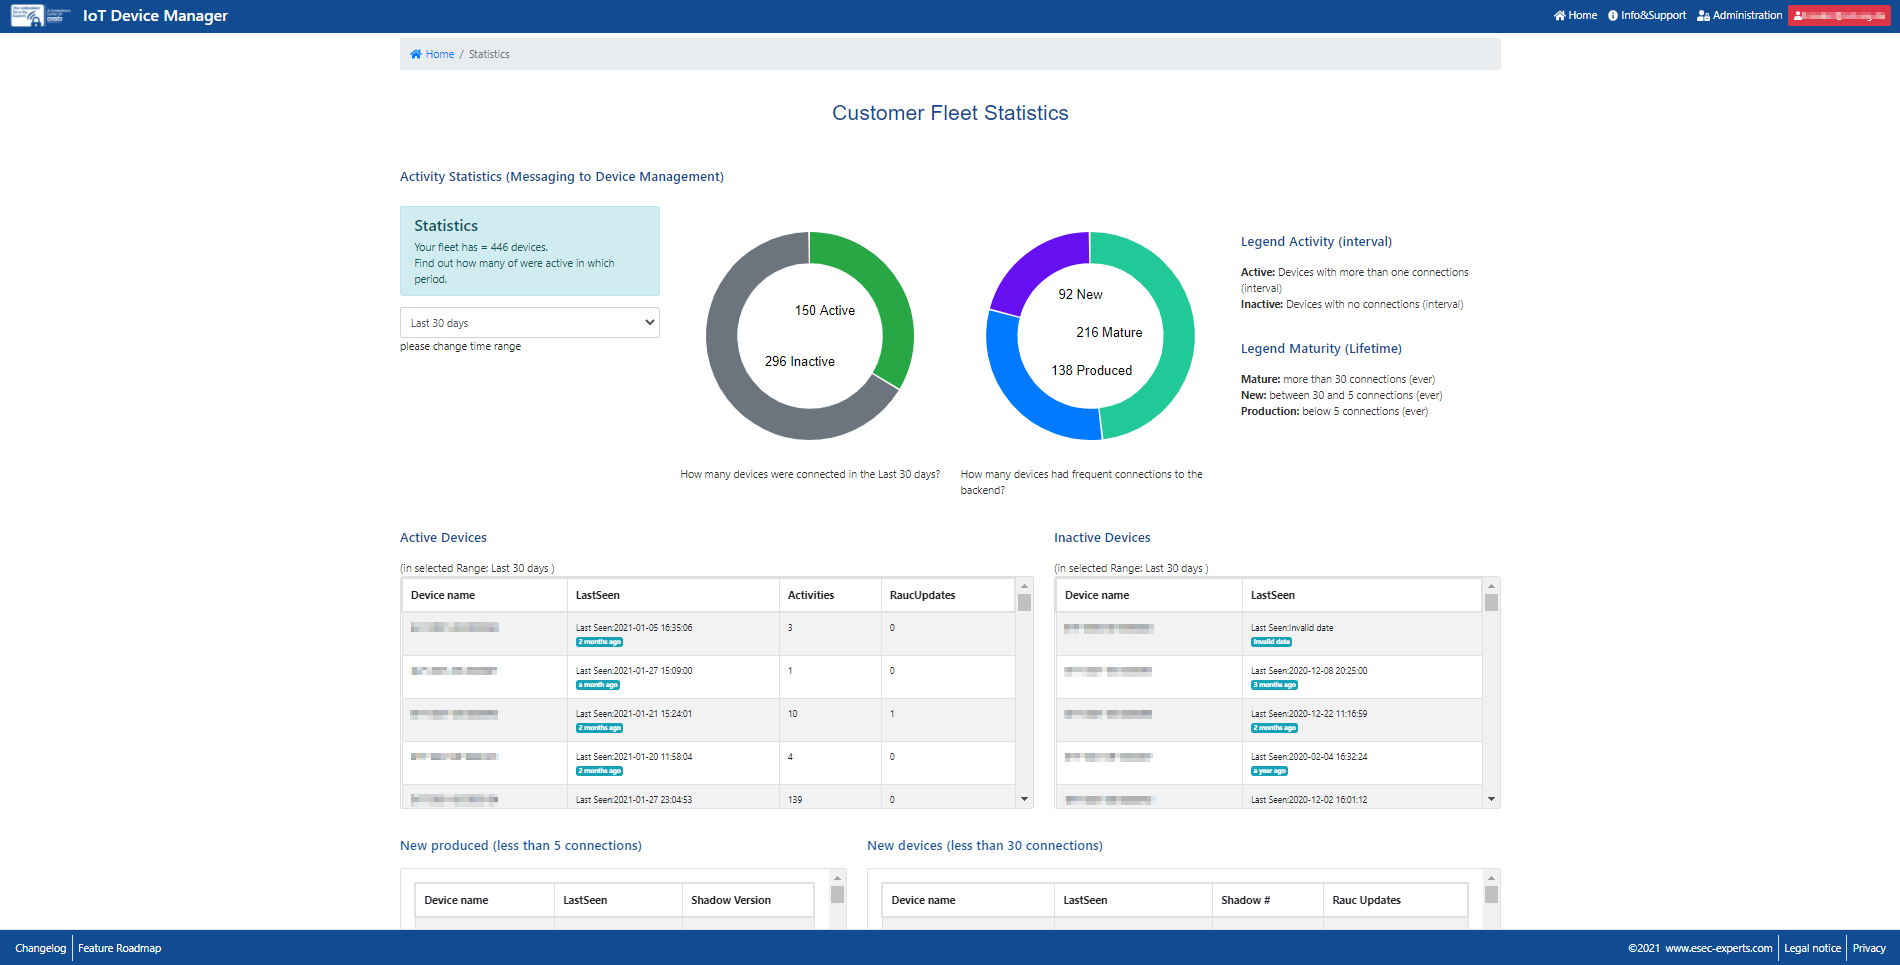 IoT Device Manager
Home Info&Support Administration
Home / Statistics
Customer Fleet Statistics
Activity Statistics (Messaging to Device Management)
Statistics
Your fleet has = 446 devices.
Find out how many of were active in which
period.
Last 30 days
please change time range
150 Active
296 Inactive
How many devices were connected in the Last 30 days?
92 New
216 Mature
138 Produced
How many devices had frequent connections to the
backend?
Legend Activity (interval)
Active: Devices with more than one connections
(interval)
Inactive: Devices with no connections (interval)
Legend Maturity (Lifetime)
Mature: more than 30 connections (ever)
New: between 30 and 5 connections (ever)
Production: below 5 connections (ever)
Active Devices
(in selected Range: Last 30 days )
Device name LastSeen Activities RaucUpdates
Last Seen:2021-01-05 16:35:06 3 0
2 months ago
Last Seen:2021-01-27 15:09:00 1 0
a month ago
Last Seen:2021-01-21 15:24:01 10 1
2 months ago
Last Seen:2021-01-20 11:58:04 4 0
2 months ago
Last Seen:2021-01-27 23:04:53 139 0
Inactive Devices
(in selected Range: Last 30 days )
Device name LastSeen
Last Seen:Invalid date
Invalid date
Last Seen:2020-12-08 20:25:00
3 months ago
Last Seen:2020-12-22 11:16:59
2 months ago
Last Seen:2020-02-04 16:32:24
a year ago
Last Seen:2020-12-02 16:01:12
New produced (less than 5 connections)
Device name LastSeen Shadow Version
New devices (less than 30 connections)
Device name LastSeen Shadow # Rauc Updates
Changelog Feature Roadmap
©2021 www.esec-experts.com Legal notice Privacy